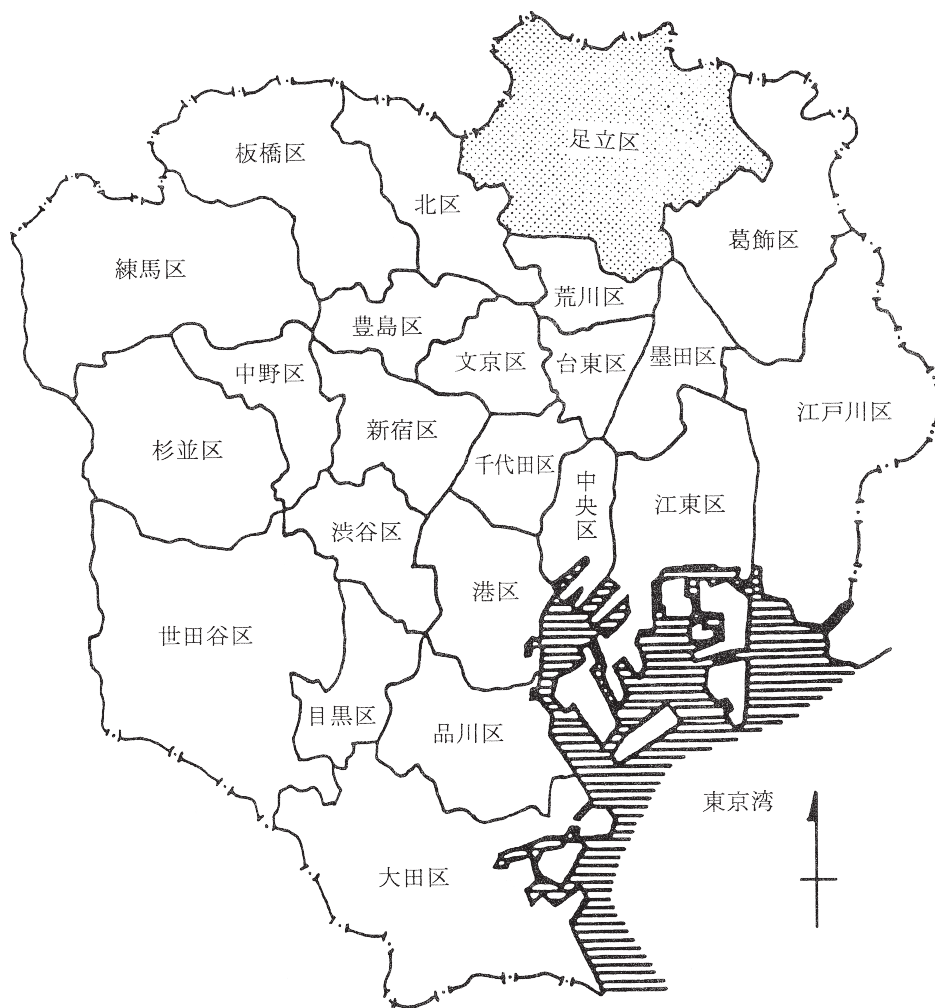 足立区
板橋区
北区
葛飾区
練馬区
荒川区
豊島区
文京区
台東区
墨田区
中野区
江戸川区
新宿区
杉並区
千代田区
中央区
江東区
渋谷区
港区
世田谷区
目黒区
品川区
東京湾
大田区